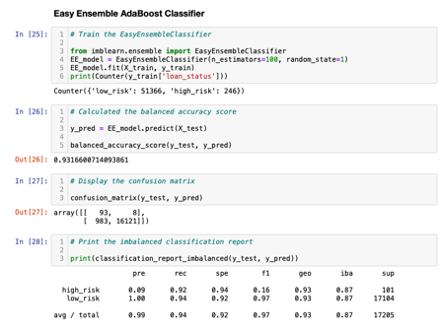 Easy Ensemble AdaBoost Classifier
In [25]: 1 # Train the EasyEnsembleClassifier
2
3 from imblearn.ensemble import EasyEnsembleClassifier
4 EE_model = EasyEnsembleClassifier(n_estimators=100, random_state=1)
5 EE_model.fit(X_train, y_train)
6 print(Counter(y_train['loan_status']))
Counter({'low_risk': 51366, 'high_risk': 246})
In [26]: 1 # Calculated the balanced accuracy score
2
3 y_pred = EE_model.predict(X_test)
4
5 balanced_accuracy_score(y_test, y_pred)
Out[26]: 0.9316600714093861
In [27]: 1 # Display the confusion matrix
2
3 confusion_matrix(y_test, y_pred)
Out[27]: array([[ 93, 8],
[ 983, 16121]])
In [28]: 1 # Print the imbalanced classification report
2
3 print(classification_report_imbalanced(y_test, y_pred))
pre rec spe f1 geo iba sup
high_risk 0.09 0.92 0.94 0.16 0.93 0.87 101
low_risk 1.00 0.94 0.92 0.97 0.93 0.87 17104
avg / total 0.99 0.94 0.92 0.97 0.93 0.87 17205